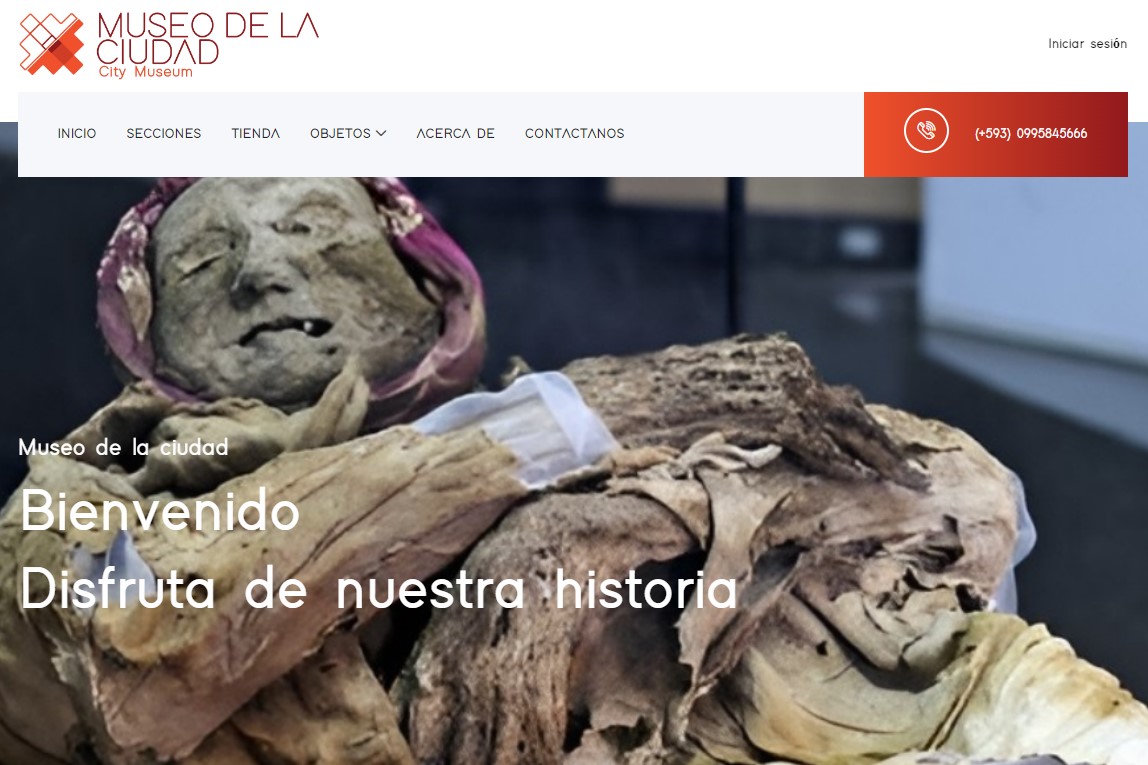 MUSEO DE LA
CIUDAD
City Museum
Iniciar sesión
INICIO SECCIONES TIENDA OBJETOS ACERCA DE CONTACTANOS
(+593) 0995845666
Museo de la ciudad
Bienvenido
Disfruta de nuestra historia